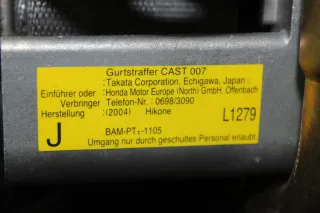 Gurtstraffer CAST 007
:Takata Corporation, Echigawa, Japan
Einführer oder :Honda Motor Europe (North) GmbH, Offenbach
Verbringer Telefon-Nr. :0698/3090
Herstellung :(2004) Hikone L1279
J BAM-PT₁-1105
Umgang nur durch geschultes Personal erlaubt.